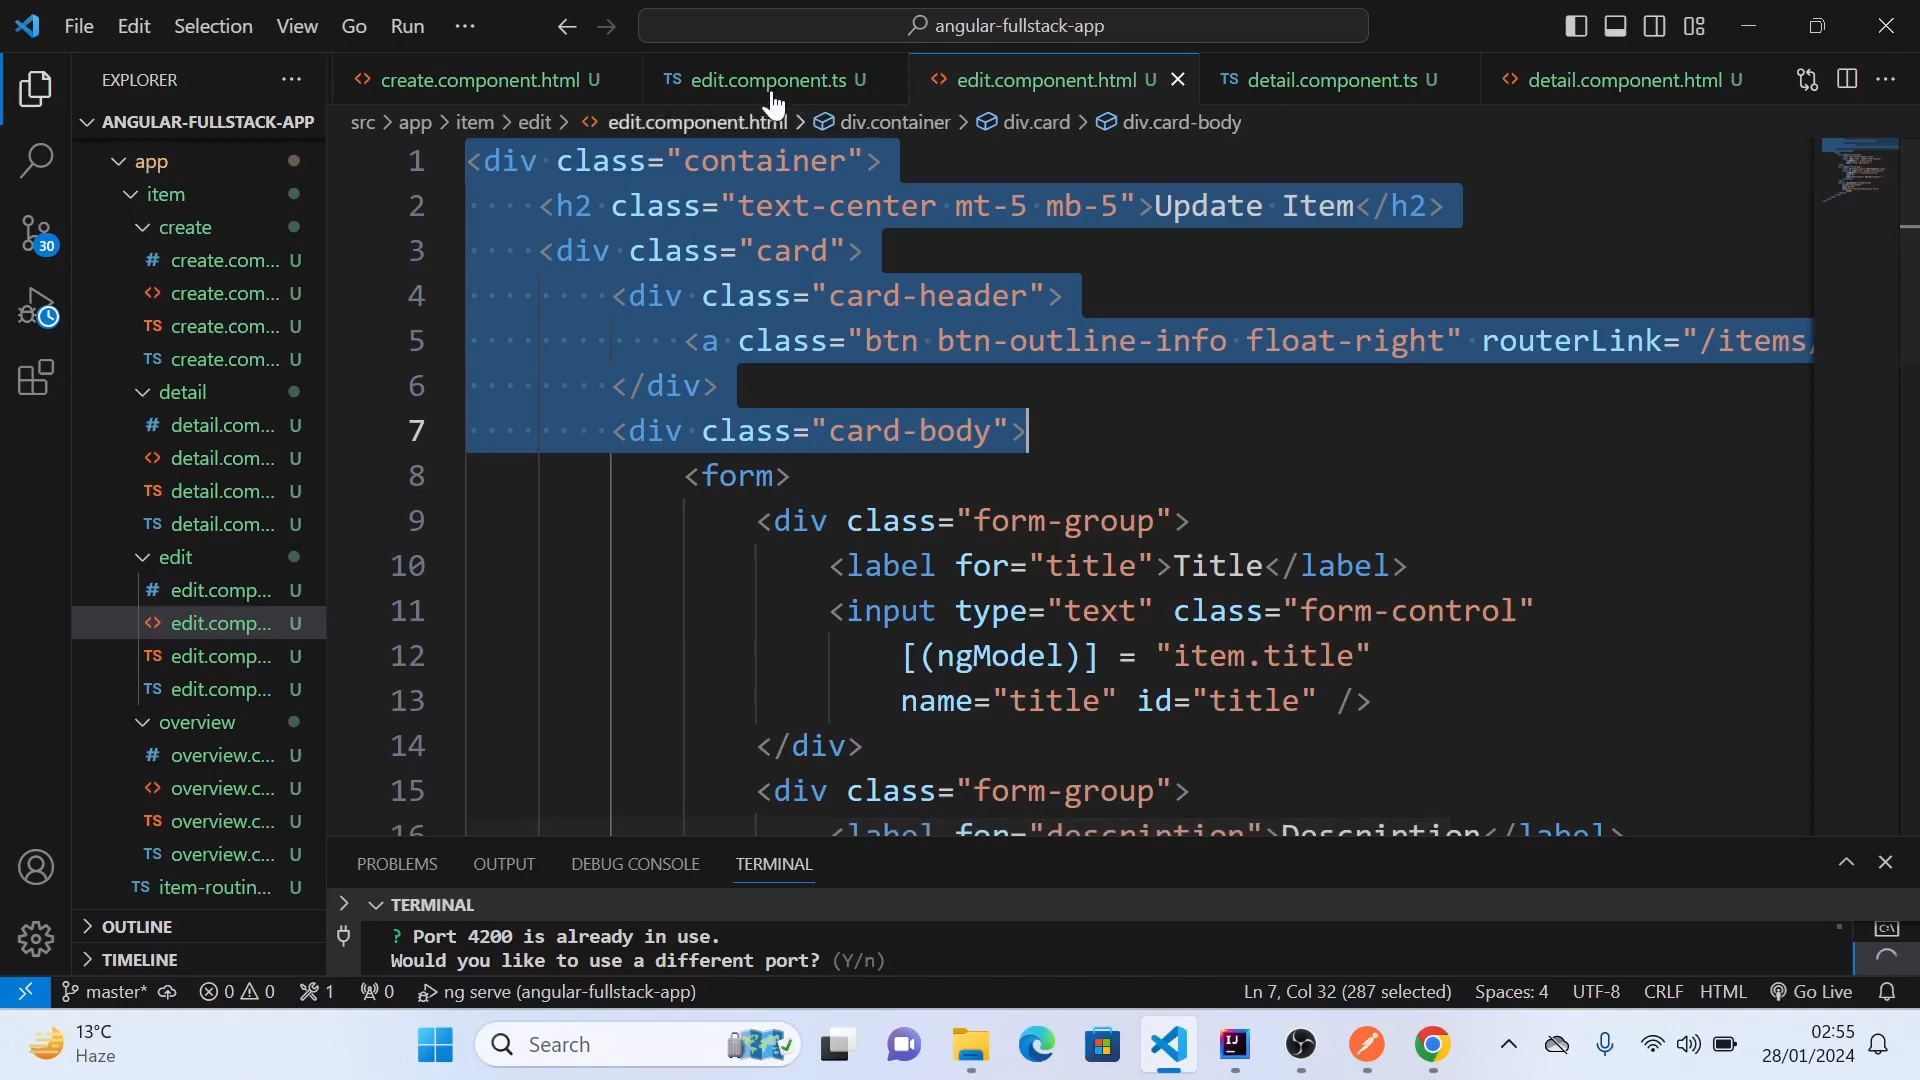 File Edit Selection View Go Run ···
angular-fullstack-app
EXPLORER
create.component.html U
TS edit.component.ts U
edit.component.html U
TS detail.component.ts U
detail.component.html U
src > app > item > edit > edit.component.html > div.container > div.card > div.card-body
ANGULAR-FULLSTACK-APP
app
item
create
# create.com... U
create.com... U
TS create.com... U
TS create.com... U
detail
# detail.com... U
detail.com... U
TS detail.com... U
TS detail.com... U
edit
# edit.comp... U
edit.comp... U
TS edit.comp... U
TS edit.comp... U
overview
# overview.c... U
overview.c... U
TS overview.c... U
TS overview.c... U
TS item-routin... U
OUTLINE
TIMELINE
30
1 <div class="container">
2 <h2 class="text-center mt-5 mb-5">Update Item</h2>
3 <div class="card">
4 <div class="card-header">
5 <a class="btn btn-outline-info float-right" routerLink="/items/
6 </div>
7 <div class="card-body">
8 <form>
9 <div class="form-group">
10 <label for="title">Title</label>
11 <input type="text" class="form-control"
12 [(ngModel)] = "item.title"
13 name="title" id="title" />
14 </div>
15 <div class="form-group">
16 <label for="description">Description</label>
PROBLEMS OUTPUT DEBUG CONSOLE TERMINAL
TERMINAL
? Port 4200 is already in use.
Would you like to use a different port? (Y/n)
master* 0 0 1 0 ng serve (angular-fullstack-app)
Ln 7, Col 32 (287 selected) Spaces: 4 UTF-8 CRLF HTML Go Live
13°C
Haze
Search
IJ
02:55
28/01/2024